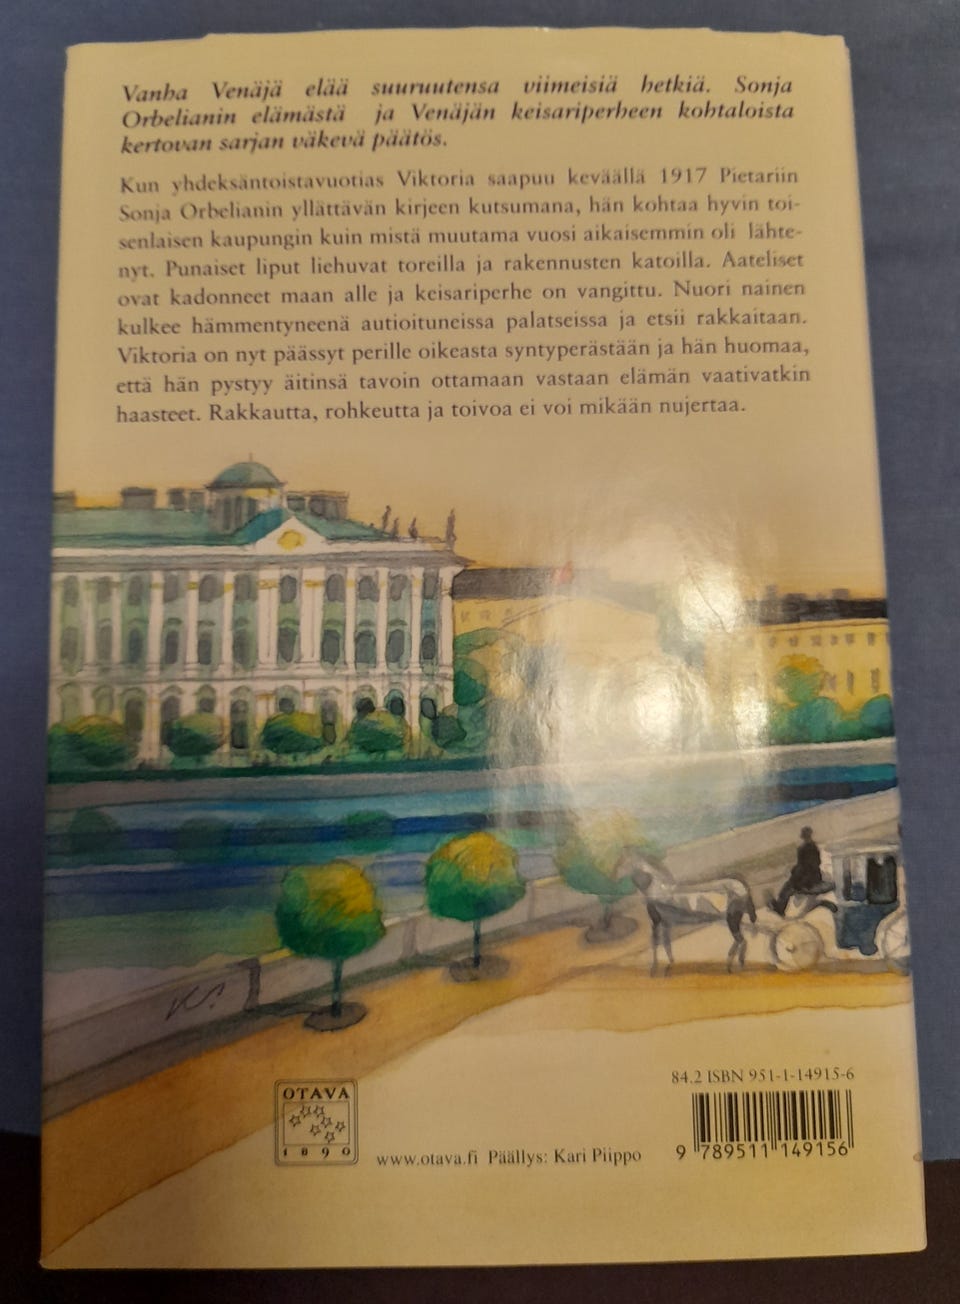 Vanha Venäjä elää suuruutensa viimeisiä hetkiä. Sonja
Orbelianin elämästä ja Venäjän keisariperheen kohtaloista
kertovan sarjan väkevä päätös.
Kun yhdeksäntoistavuotias Viktoria saapuu keväällä 1917 Pietariin
Sonja Orbelianin yllättävän kirjeen kutsumana, hän kohtaa hyvin toi-
senlaisen kaupungin kuin mistä muutama vuosi aikaisemmin oli lähte-
nyt. Punaiset liput liehuvat toreilla ja rakennusten katoilla. Aateliset
ovat kadonneet maan alle ja keisariperhe on vangittu. Nuori nainen
kulkee hämmentyneenä autioituneissa palatseissa ja etsii rakkaitaan.
Viktoria on nyt päässyt perille oikeasta syntyperästään ja hän huomaa,
että hän pystyy äitinsä tavoin ottamaan vastaan elämän vaativatkin
haasteet. Rakkautta, rohkeutta ja toivoa ei voi mikään nujertaa.
OTAVA
1890
www.otava.fi Päällys: Kari Piippo
84.2 ISBN 951-1-14915-6
9 789511 149156